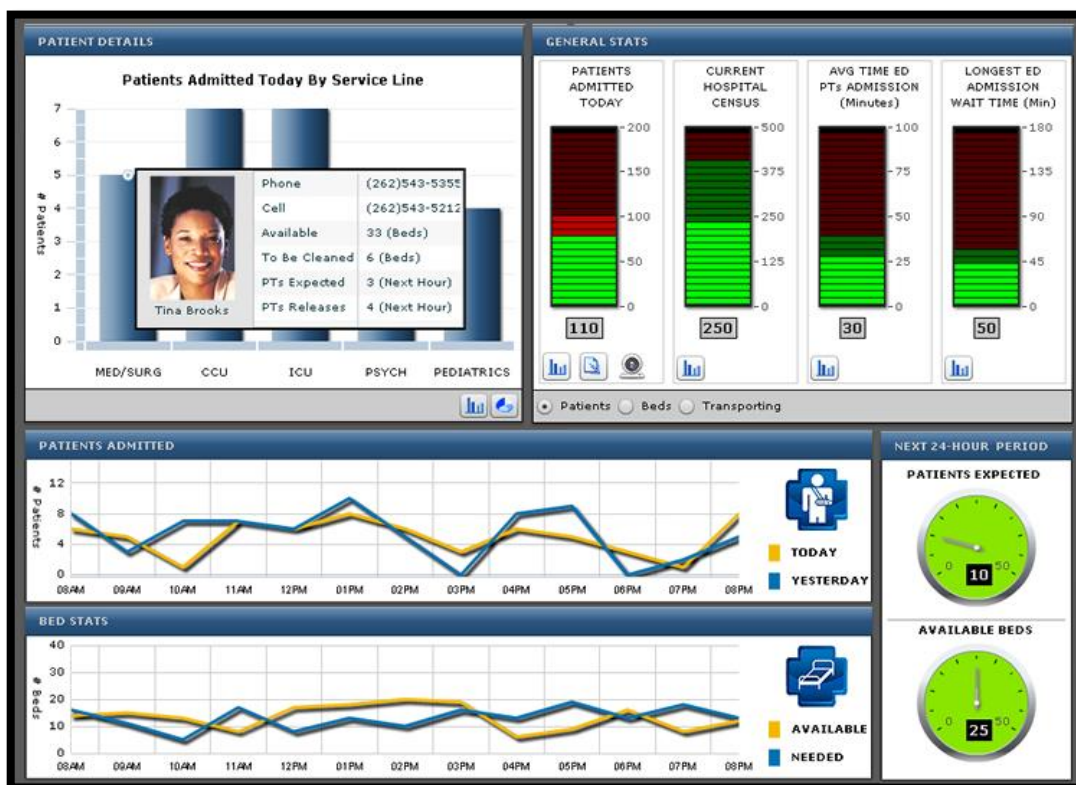 PATIENT DETAILS
Patients Admitted Today By Service Line
# Patients
7
6
5
4
3
2
1
0
MED/SURG CCU ICU PSYCH PEDIATRICS
Tina Brooks
Phone (262)543-5355
Cell (262)543-5212
Available 33 (Beds)
To Be Cleaned 6 (Beds)
PTs Expected 3 (Next Hour)
PTs Releases 4 (Next Hour)
GENERAL STATS
PATIENTS
ADMITTED
TODAY
200
150
100
50
0
110
CURRENT
HOSPITAL
CENSUS
500
375
250
125
0
250
AVG TIME ED
PTs ADMISSION
(Minutes)
100
75
50
25
0
30
LONGEST ED
ADMISSION
WAIT TIME (Min)
180
135
90
45
0
50
Patients Beds Transporting
PATIENTS ADMITTED
# Patients
12
8
4
0
08AM 09AM 10AM 11AM 12PM 01PM 02PM 03PM 04PM 05PM 06PM 07PM 08PM
TODAY
YESTERDAY
BED STATS
# Beds
40
30
20
10
0
08AM 09AM 10AM 11AM 12PM 01PM 02PM 03PM 04PM 05PM 06PM 07PM 08PM
AVAILABLE
NEEDED
NEXT 24-HOUR PERIOD
PATIENTS EXPECTED
0 50
10
AVAILABLE BEDS
0 50
25